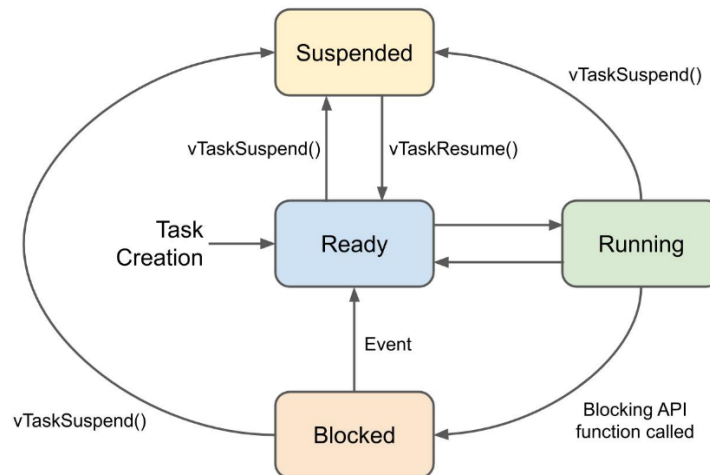 Suspended
vTaskSuspend()
vTaskSuspend()
vTaskResume()
Task
Creation
Ready
Running
Event
vTaskSuspend()
Blocked
Blocking API
function called